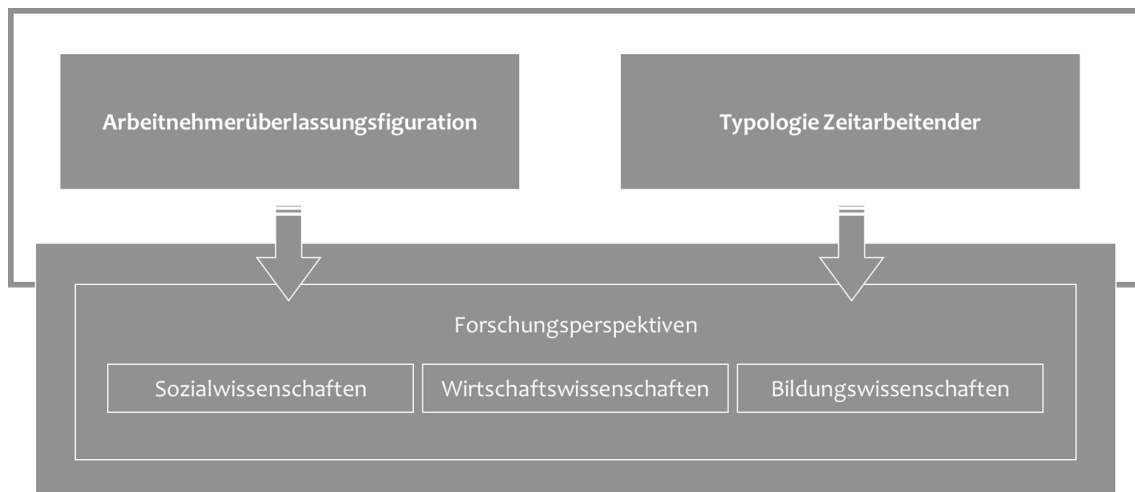 Arbeitnehmerüberlassungsfiguration
Typologie Zeitarbeitender
Forschungsperspektiven
Sozialwissenschaften
Wirtschaftswissenschaften
Bildungswissenschaften